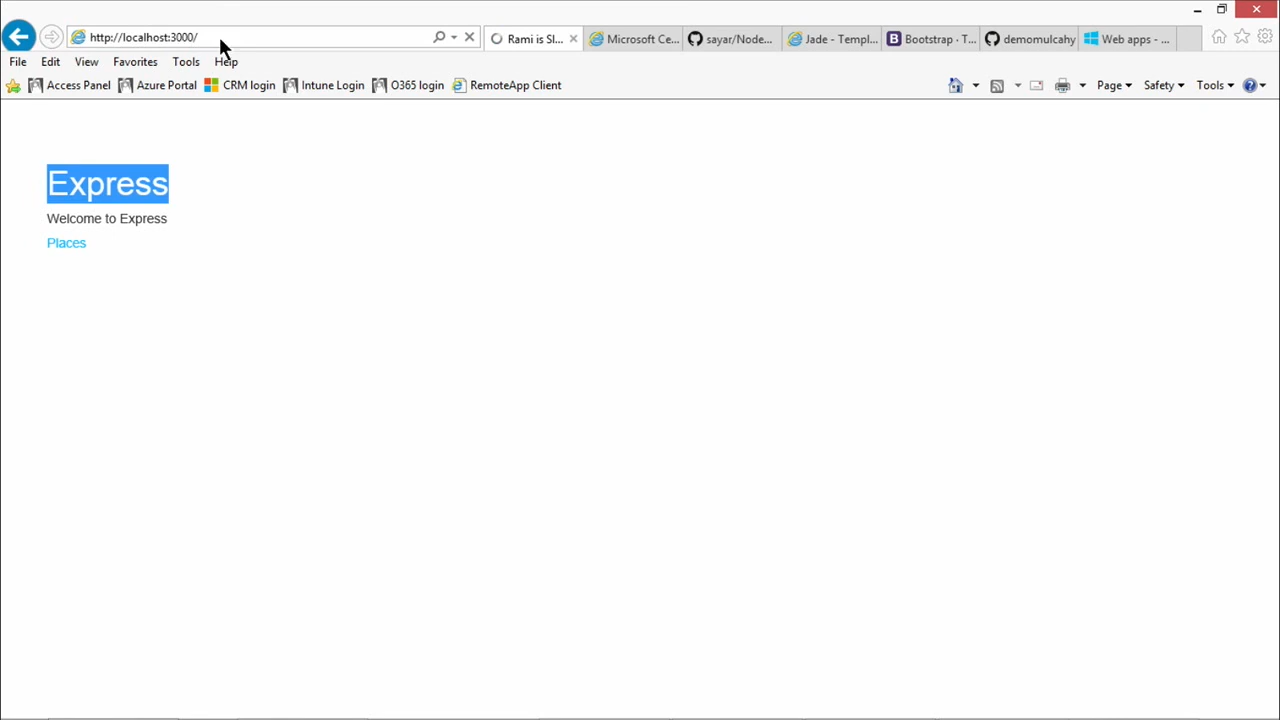 http://localhost:3000/
Rami is Sl...
Microsoft Ce...
sayar/Node...
Jade - Templ...
Bootstrap · T...
demomulcahy
Web apps - ...
File Edit View Favorites Tools Help
Access Panel Azure Portal CRM login Intune Login O365 login RemoteApp Client Page Safety Tools
Express
Welcome to Express
Places